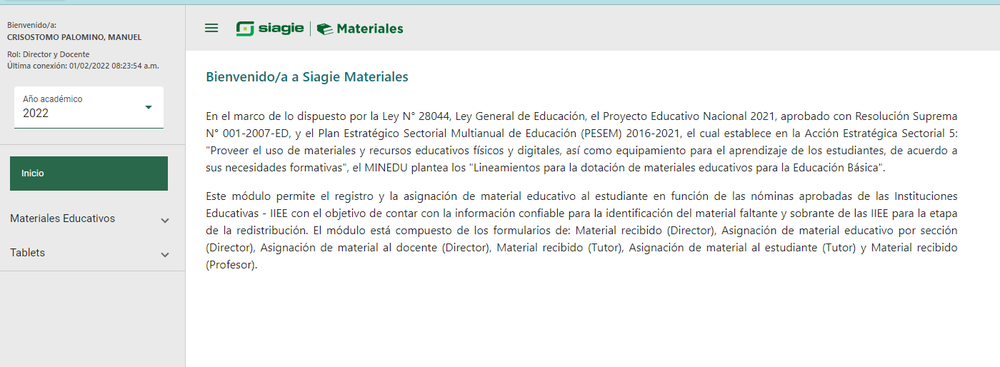 Bienvenido/a:
CRISOSTOMO PALOMINO, MANUEL
Rol: Director y Docente
Última conexión: 01/02/2022 08:23:54 a.m.
Año académico
2022
Inicio
Materiales Educativos
Tablets
siagie | Materiales
Bienvenido/a a Siagie Materiales
En el marco de lo dispuesto por la Ley N° 28044, Ley General de Educación, el Proyecto Educativo Nacional 2021, aprobado con Resolución Suprema
N° 001-2007-ED, y el Plan Estratégico Sectorial Multianual de Educación (PESEM) 2016-2021, el cual establece en la Acción Estratégica Sectorial 5:
"Proveer el uso de materiales y recursos educativos físicos y digitales, así como equipamiento para el aprendizaje de los estudiantes, de acuerdo a
sus necesidades formativas", el MINEDU plantea los "Lineamientos para la dotación de materiales educativos para la Educación Básica".
Este módulo permite el registro y la asignación de material educativo al estudiante en función de las nóminas aprobadas de las Instituciones
Educativas - IIEE con el objetivo de contar con la información confiable para la identificación del material faltante y sobrante de las IIEE para la etapa
de la redistribución. El módulo está compuesto de los formularios de: Material recibido (Director), Asignación de material educativo por sección
(Director), Asignación de material al docente (Director), Material recibido (Tutor), Asignación de material al estudiante (Tutor) y Material recibido
(Profesor).